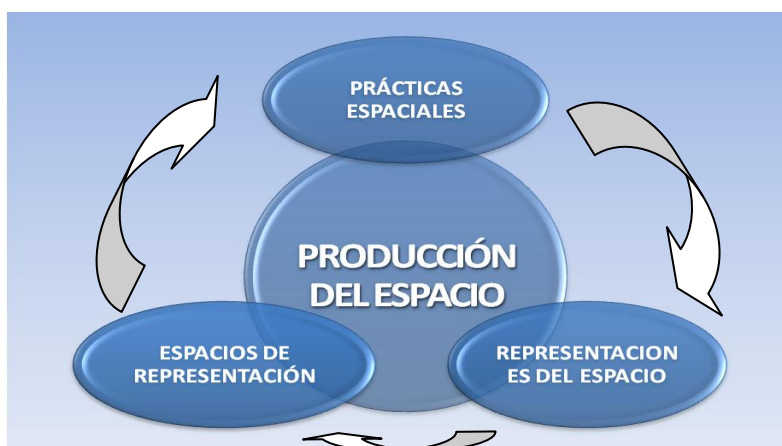 PRÁCTICAS
ESPACIALES
PRODUCCIÓN
DEL ESPACIO
ESPACIOS DE
REPRESENTACIÓN
REPRESENTACION
ES DEL ESPACIO